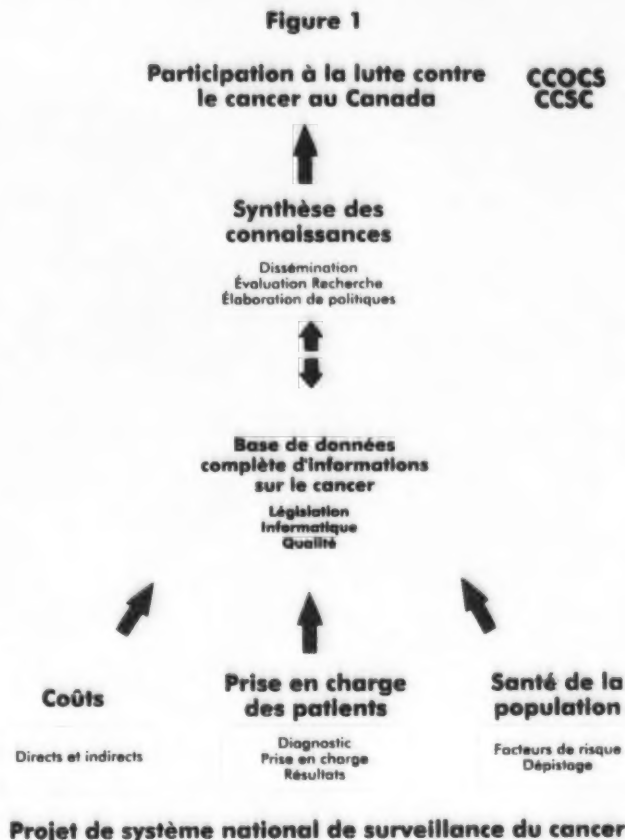 Figure 1
Participation à la lutte contre
le cancer au Canada
CCOCS
CCSC
Synthèse des
connaissances
Dissémination
Évaluation Recherche
Élaboration de politiques
Base de données
complète d'informations
sur le cancer
Législation
Informatique
Qualité
Coûts
Directs et indirects
Prise en charge
des patients
Diagnostic
Prise en charge
Résultats
Santé de la
population
Facteurs de risque
Dépistage
Projet de système national de surveillance du cancer